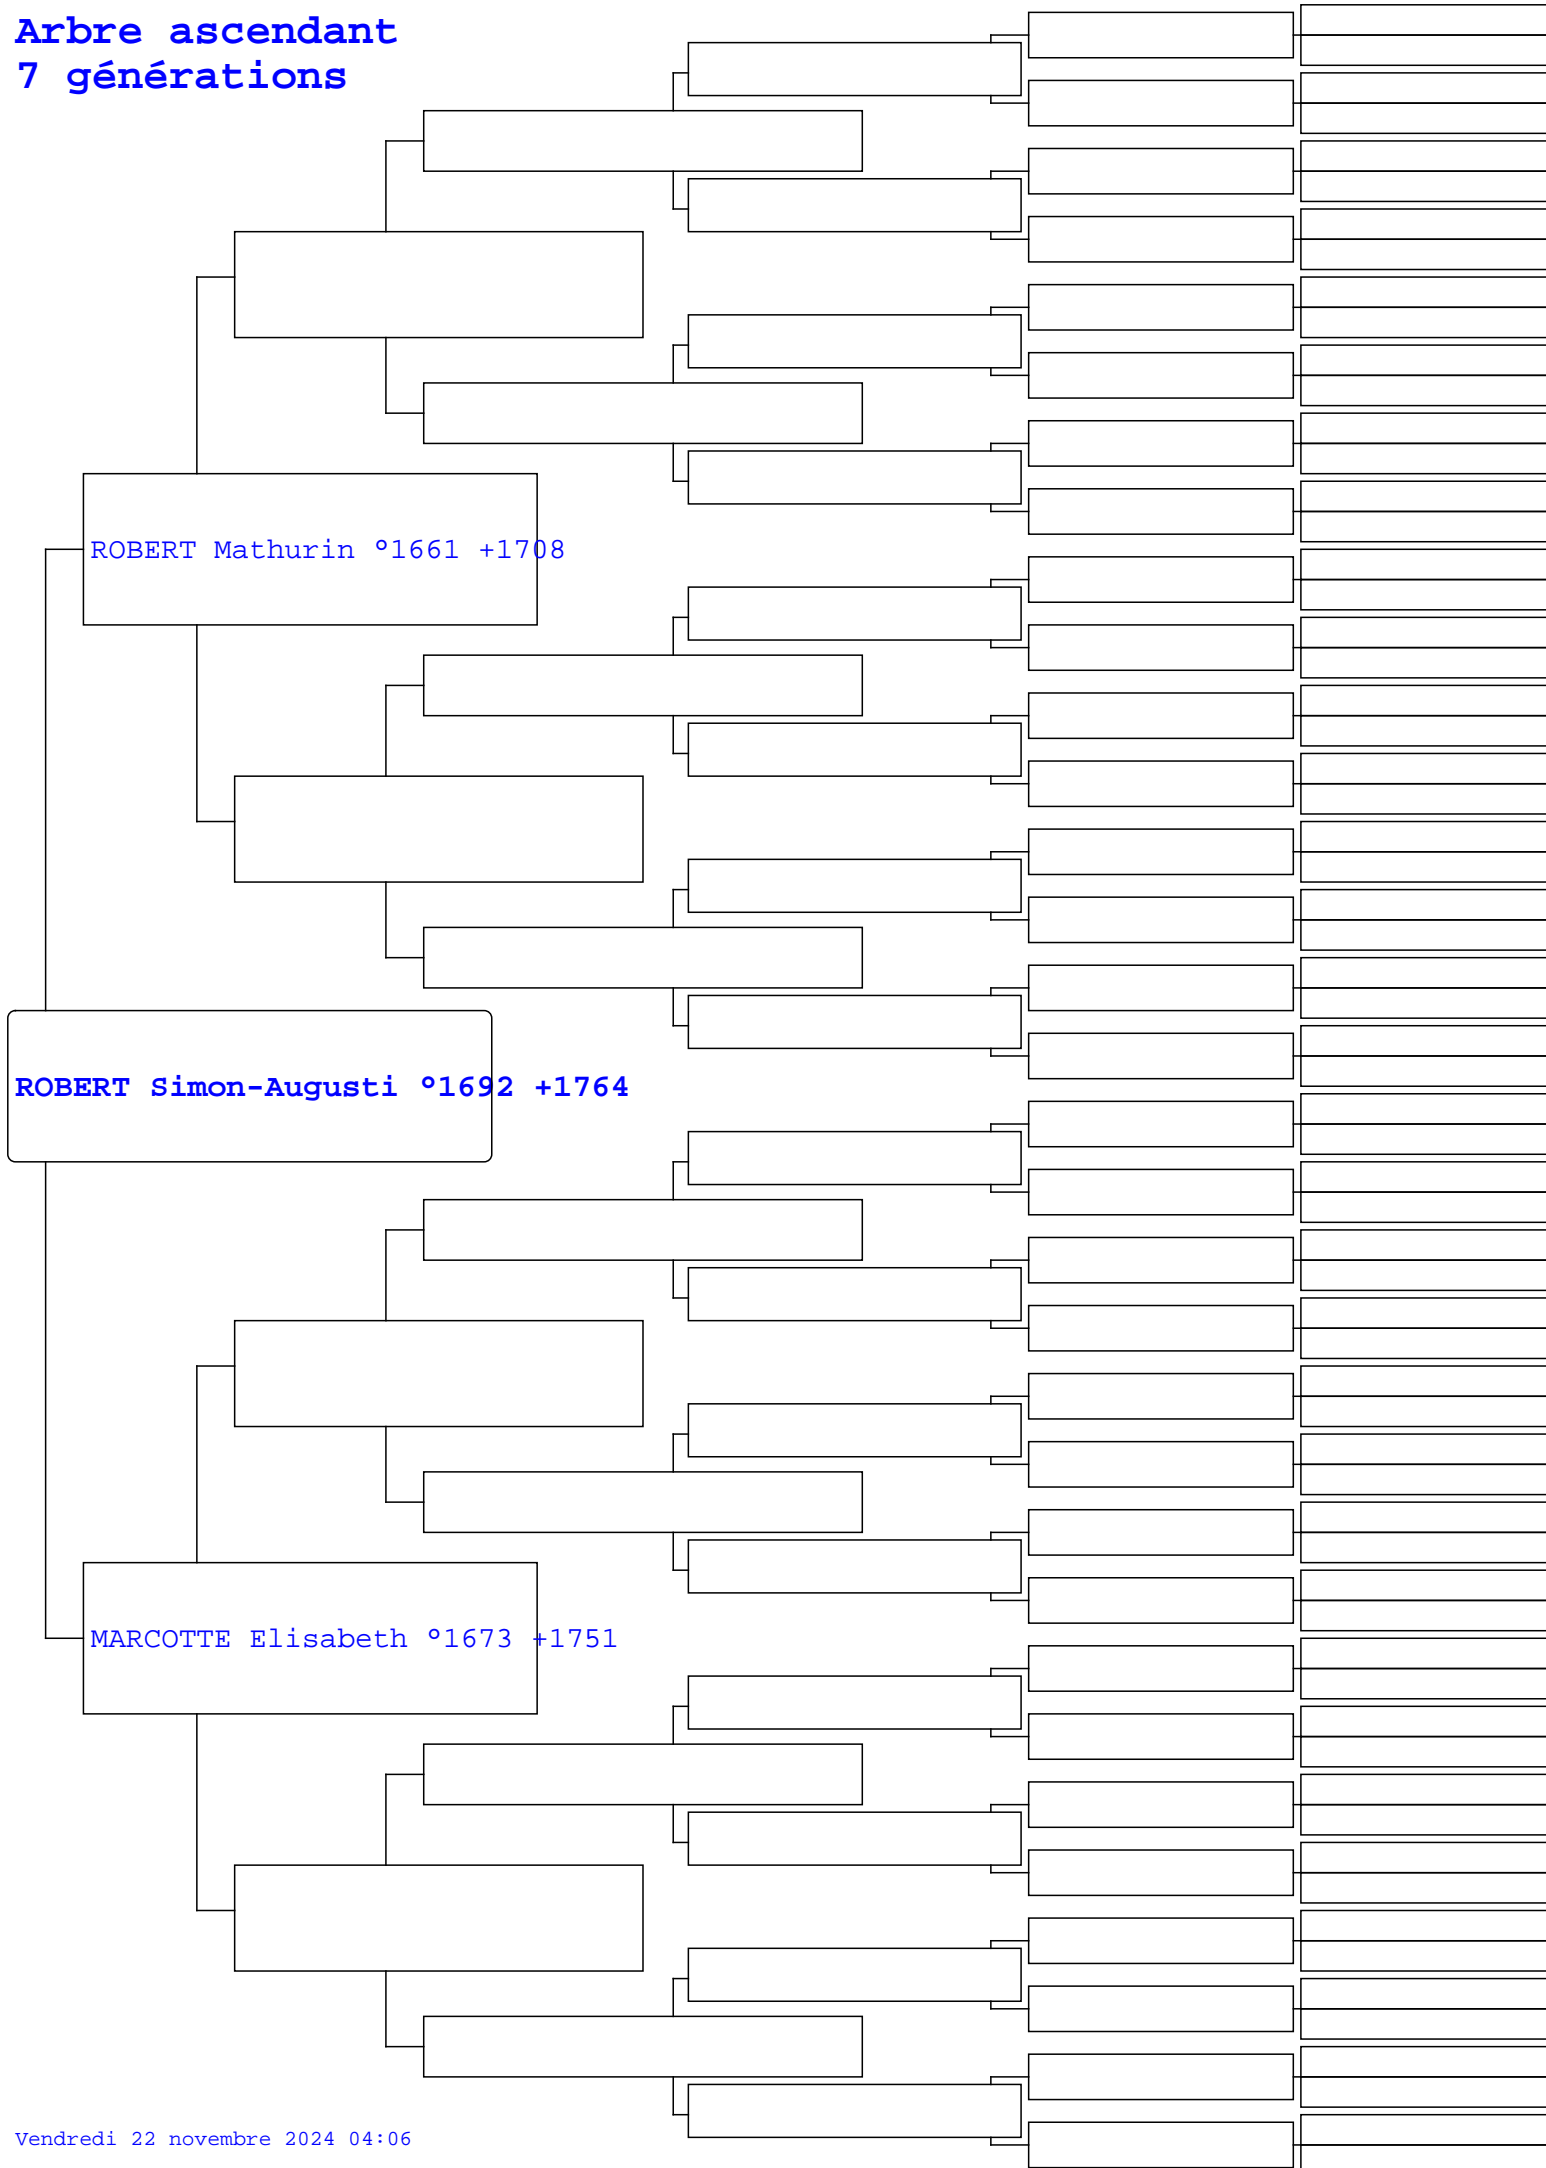 Arbre ascendant
7 générations
ROBERT Mathurin °1661 +1708
ROBERT Simon-Augusti °1692 +1764
MARCOTTE Elisabeth °1673 +1751
Vendredi 22 novembre 2024 04:06